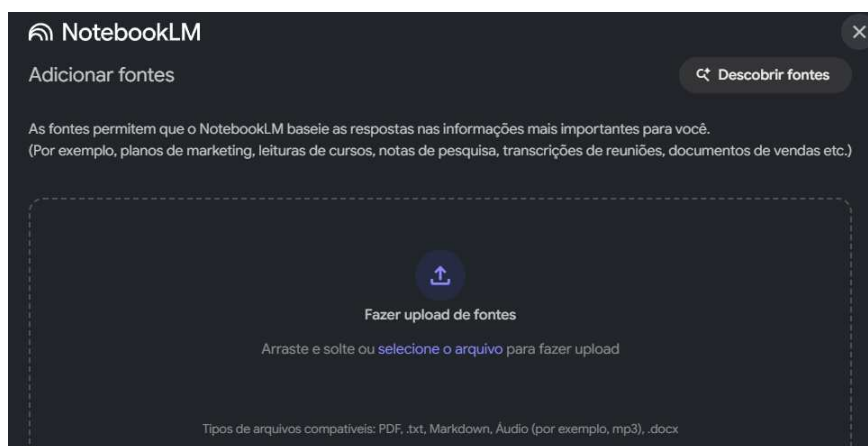 NotebookLM
Adicionar fontes
Descobrir fontes
As fontes permitem que o NotebookLM baseie as respostas nas informações mais importantes para você.
(Por exemplo, planos de marketing, leituras de cursos, notas de pesquisa, transcrições de reuniões, documentos de vendas etc.)
Fazer upload de fontes
Arraste e solte ou selecione o arquivo para fazer upload
Tipos de arquivos compatíveis: PDF, .txt, Markdown, Áudio (por exemplo, mp3), .docx